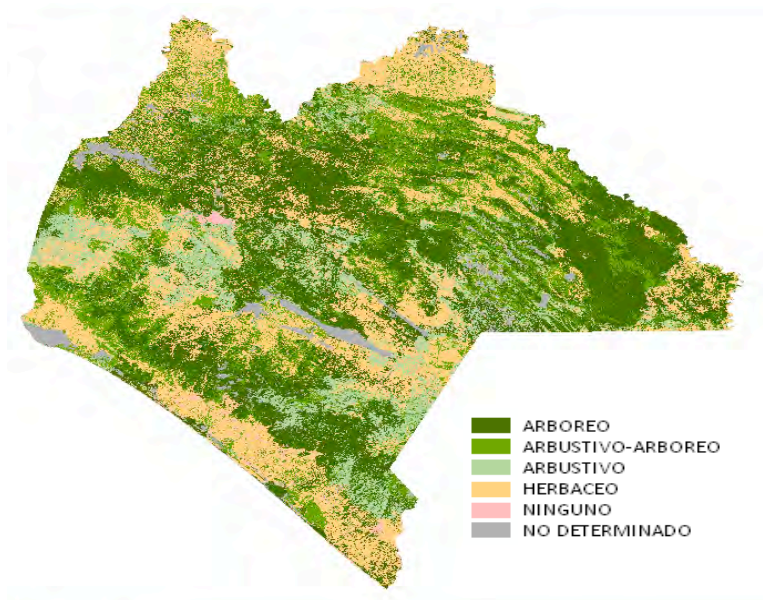 ARBOREO
ARBUSTIVO-ARBOREO
ARBUSTIVO
HERBACEO
NINGUNO
NO DETERMINADO